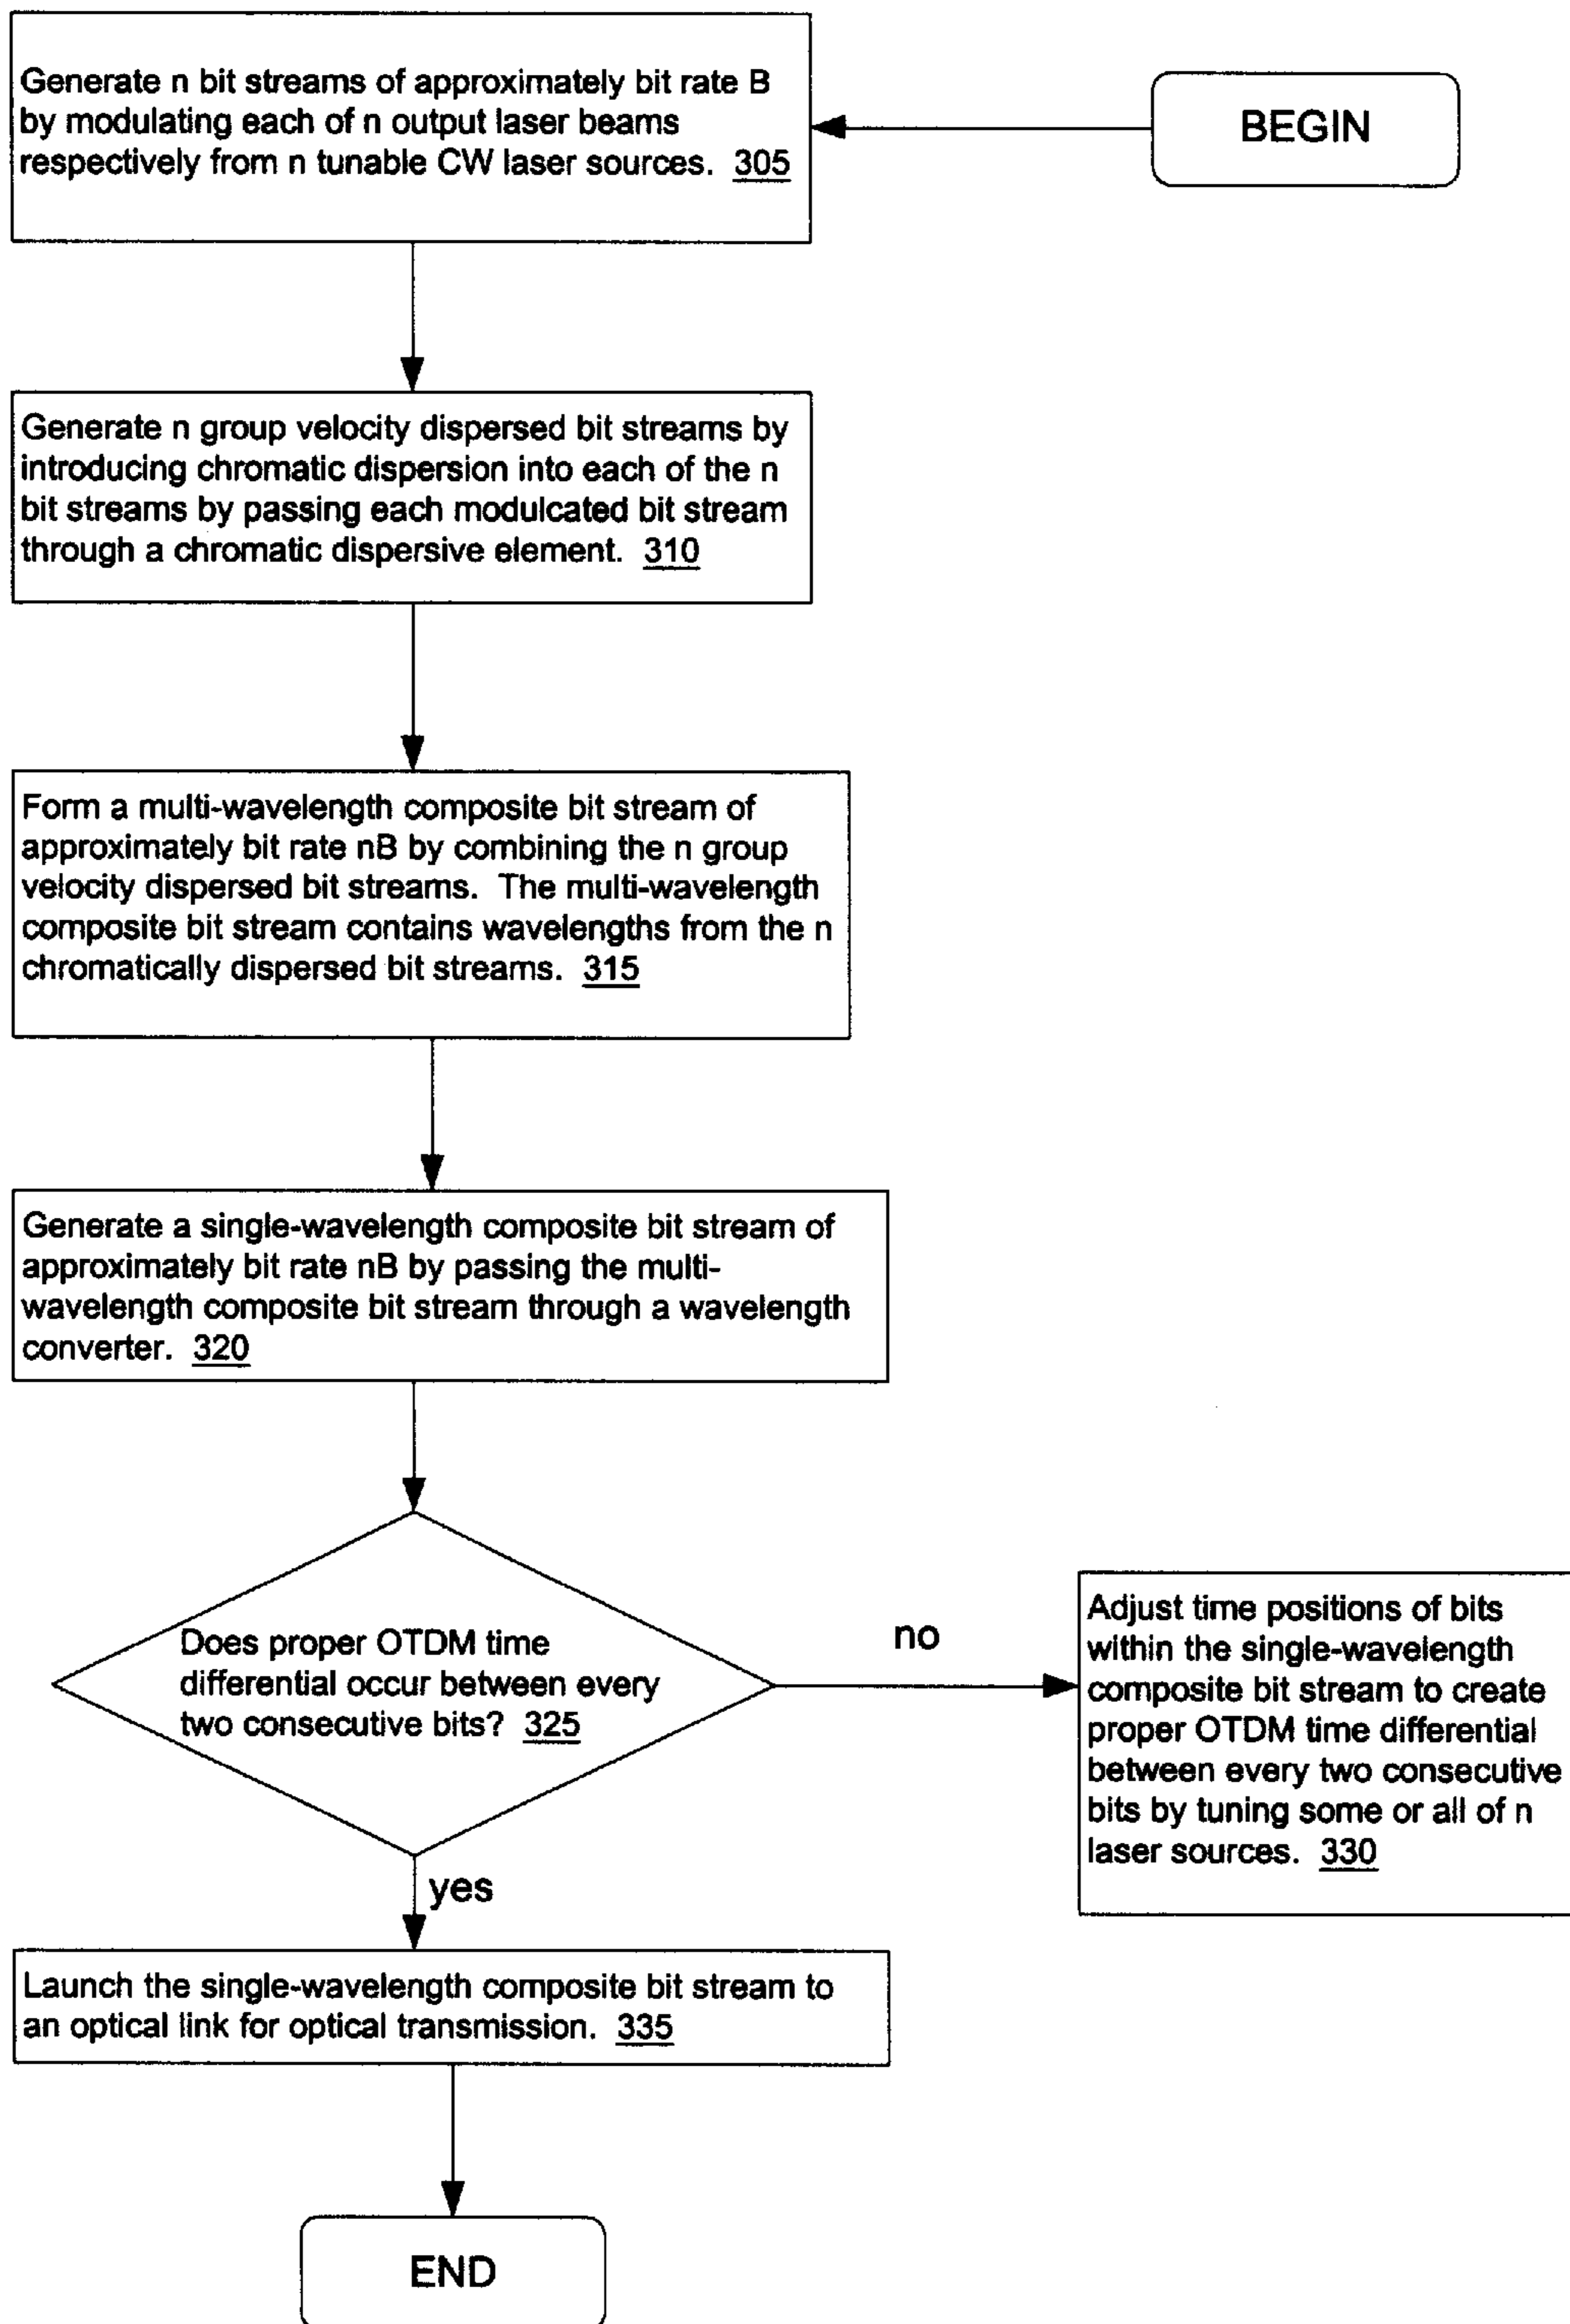 BEGIN
Generate n bit streams of approximately bit rate B
by modulating each of n output laser beams
respectively from n tunable CW laser sources. 305
Generate n group velocity dispersed bit streams by
introducing chromatic dispersion into each of the n
bit streams by passing each modulcated bit stream
through a chromatic dispersive element. 310
Form a multi-wavelength composite bit stream of
approximately bit rate nB by combining the n group
velocity dispersed bit streams. The multi-wavelength
composite bit stream contains wavelengths from the n
chromatically dispersed bit streams. 315
Generate a single-wavelength composite bit stream of
approximately bit rate nB by passing the multi-
wavelength composite bit stream through a wavelength
converter. 320
Does proper OTDM time
differential occur between every
two consecutive bits? 325
no
Adjust time positions of bits
within the single-wavelength
composite bit stream to create
proper OTDM time differential
between every two consecutive
bits by tuning some or all of n
laser sources. 330
yes
Launch the single-wavelength composite bit stream to
an optical link for optical transmission. 335
END